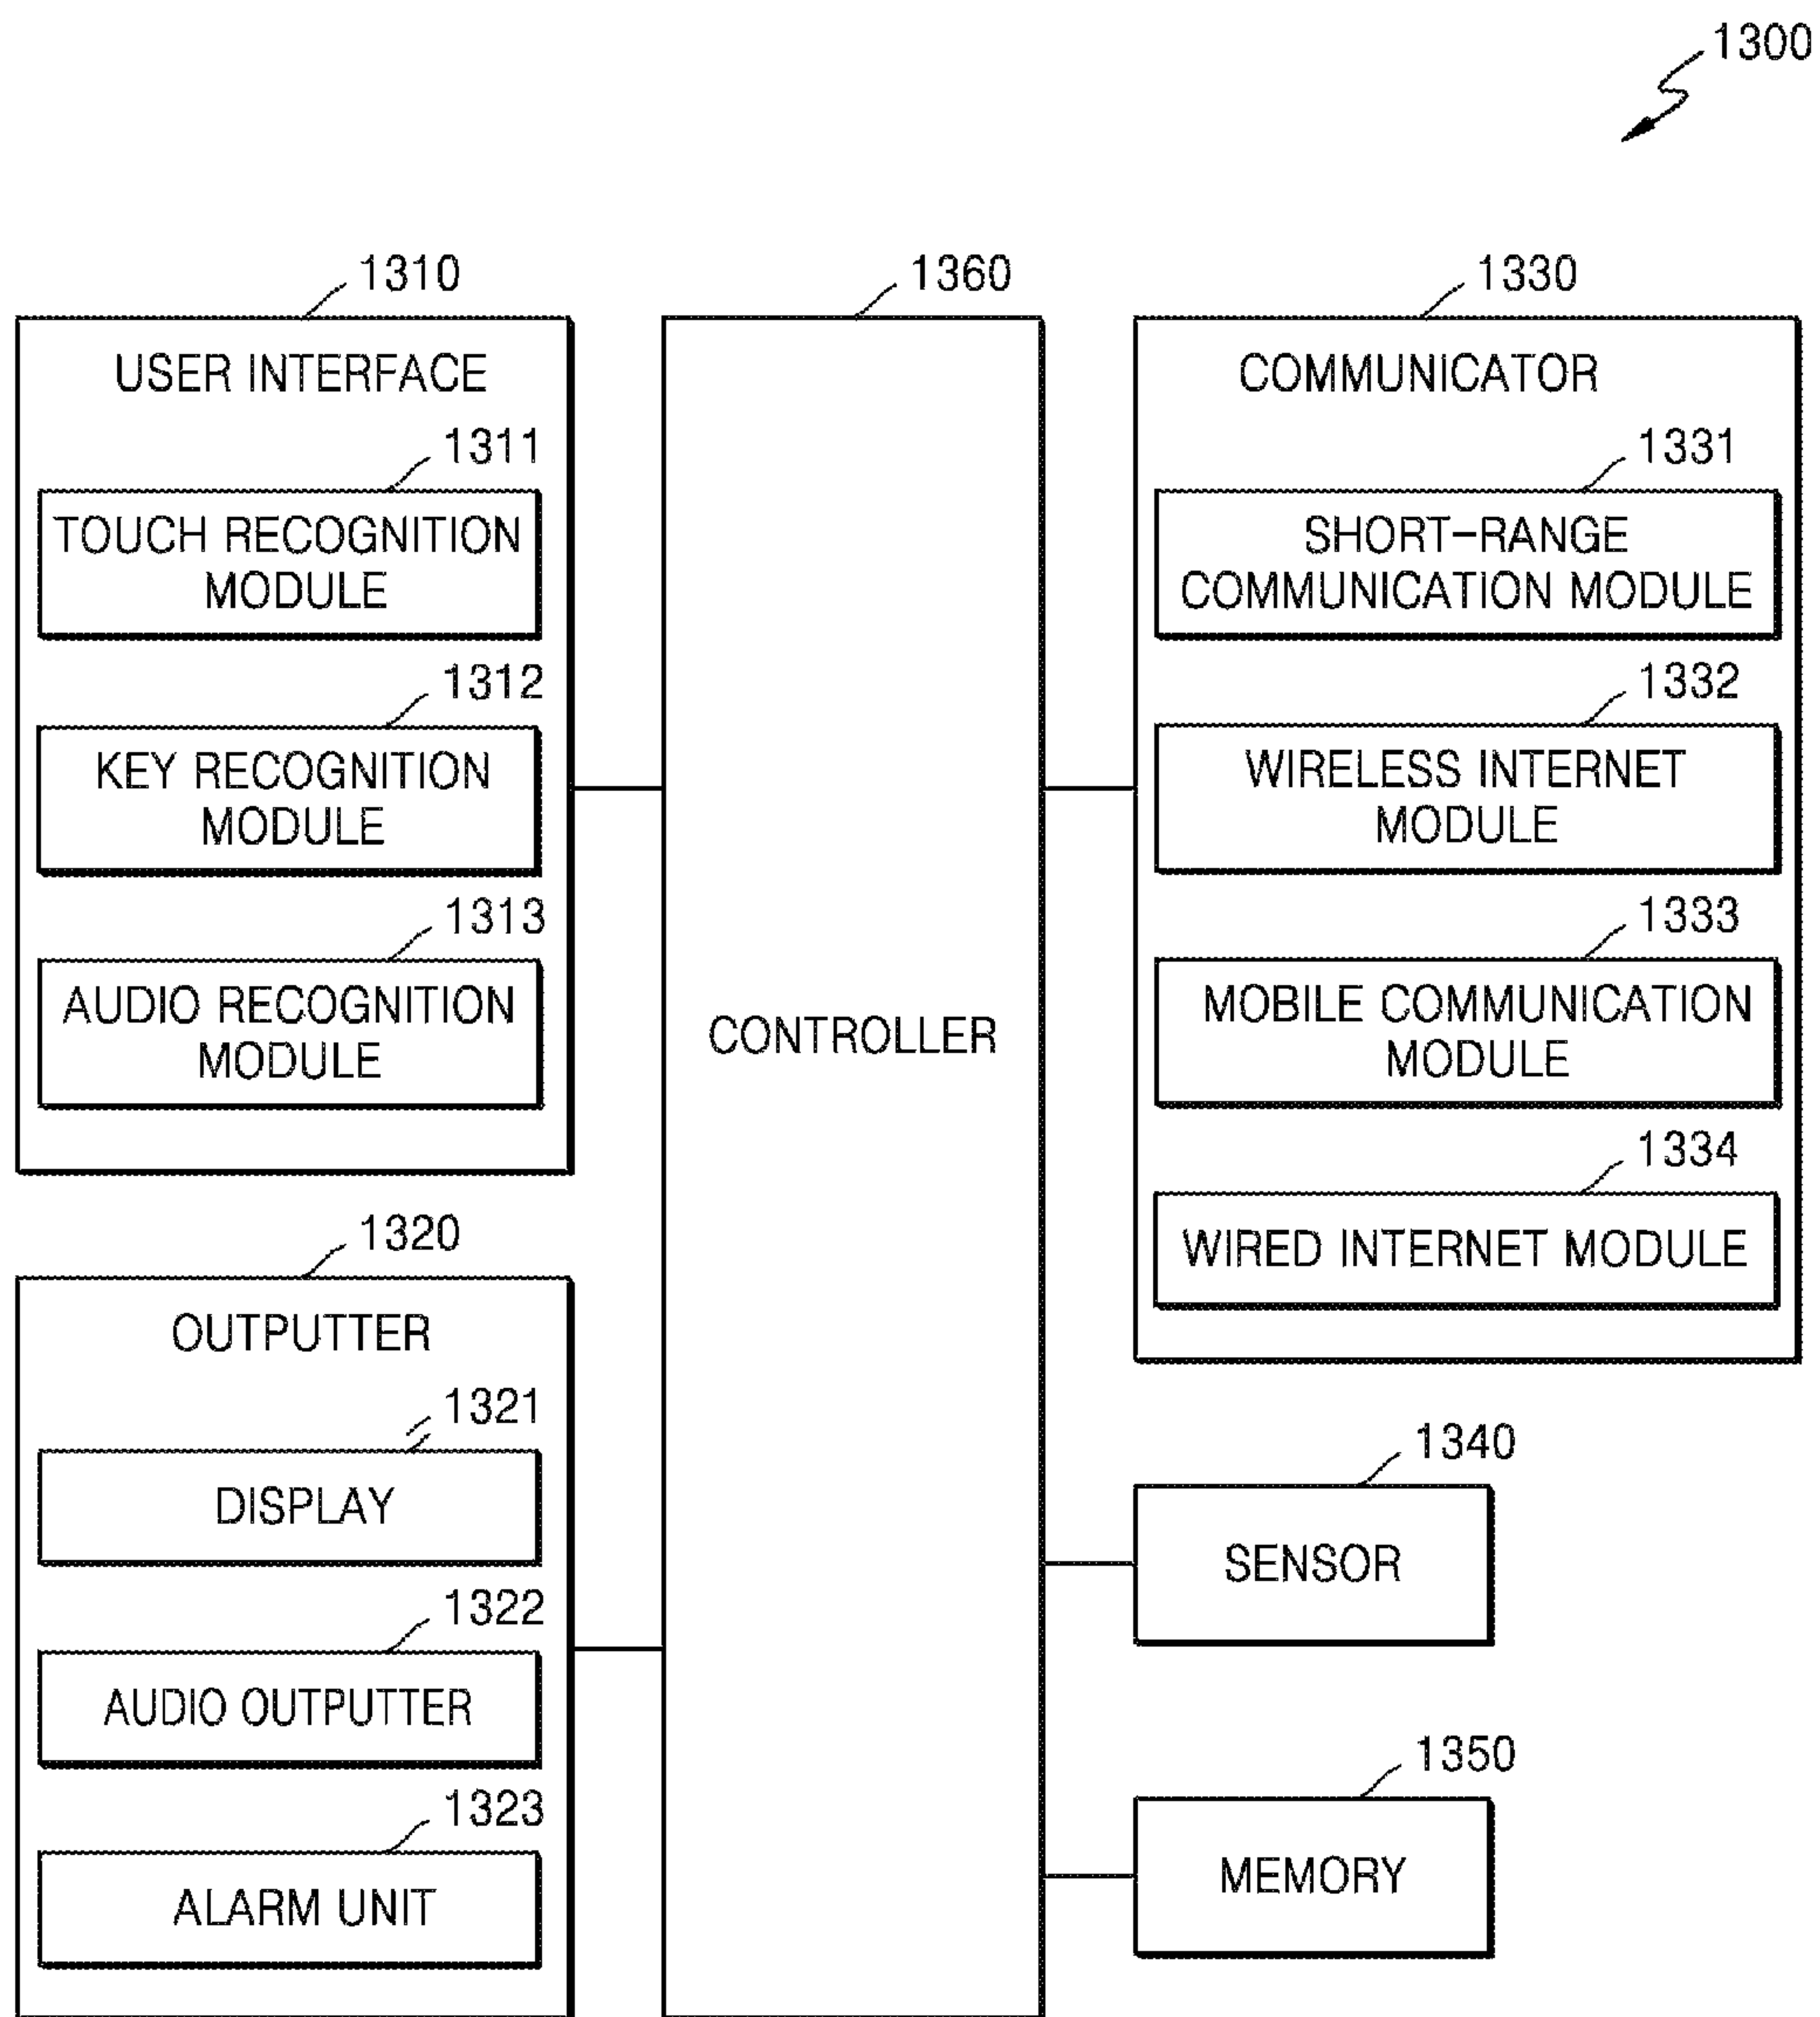 1300
1310
USER INTERFACE
1311
TOUCH RECOGNITION
MODULE
1312
KEY RECOGNITION
MODULE
1313
AUDIO RECOGNITION
MODULE
1320
OUTPUTTER
1321
DISPLAY
1322
AUDIO OUTPUTTER
1323
ALARM UNIT
1360
CONTROLLER
1330
COMMUNICATOR
1331
SHORT-RANGE
COMMUNICATION MODULE
1332
WIRELESS INTERNET
MODULE
1333
MOBILE COMMUNICATION
MODULE
1334
WIRED INTERNET MODULE
1340
SENSOR
1350
MEMORY